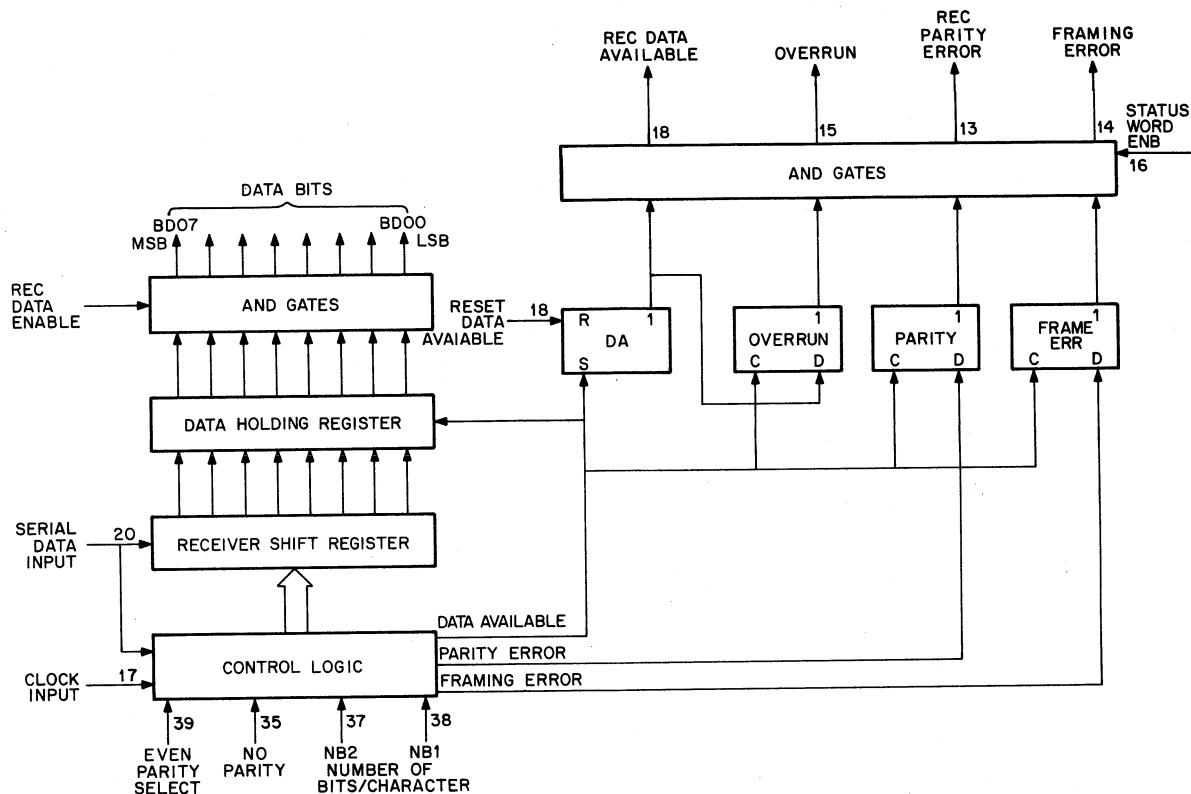 REC DATA
AVAILABLE
OVERRUN
REC
PARITY
ERROR
FRAMING
ERROR
18
15
13
14
STATUS
WORD
ENB
16
AND GATES
DATA BITS
BD07
BD00
MSB
LSB
REC
DATA
ENABLE
AND GATES
RESET
DATA
AVAIABLE
18
R 1
DA
S
1
OVERRUN
C D
1
PARITY
C D
1
FRAME
ERR
C D
DATA HOLDING REGISTER
SERIAL
DATA
INPUT
20
RECEIVER SHIFT REGISTER
DATA AVAILABLE
PARITY ERROR
FRAMING ERROR
CONTROL LOGIC
CLOCK
INPUT
17
39
35
37
38
EVEN
PARITY
SELECT
NO
PARITY
NB2 NB1
NUMBER OF
BITS/CHARACTER